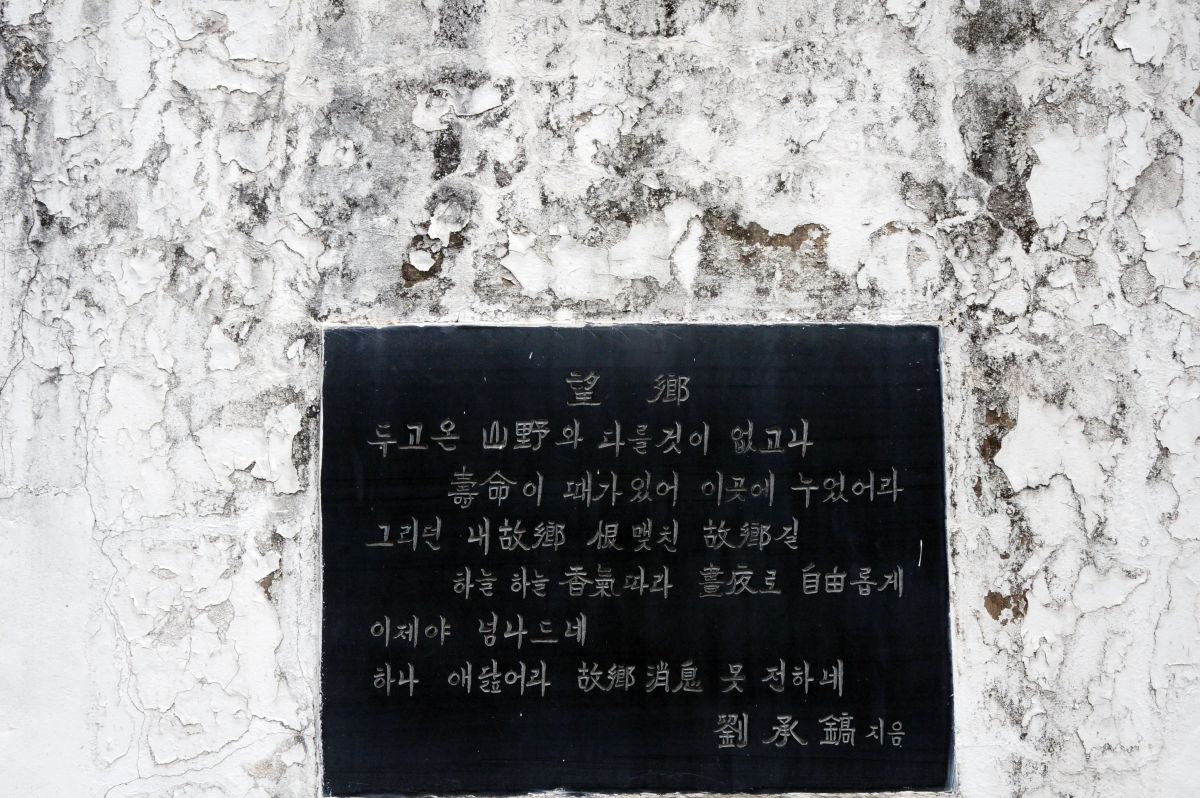 望 鄕
두고온 山野와 다를것이 없고나
壽命이 때가있어 이곳에 누었어라
그리던 내故鄕 恨맺친 故鄕길
하늘 하늘 香氣따라 晝夜로 自由롭게
이제야 넘나드네
하나 애닯어라 故鄕消息 못 전하네
劉承鎬 지음